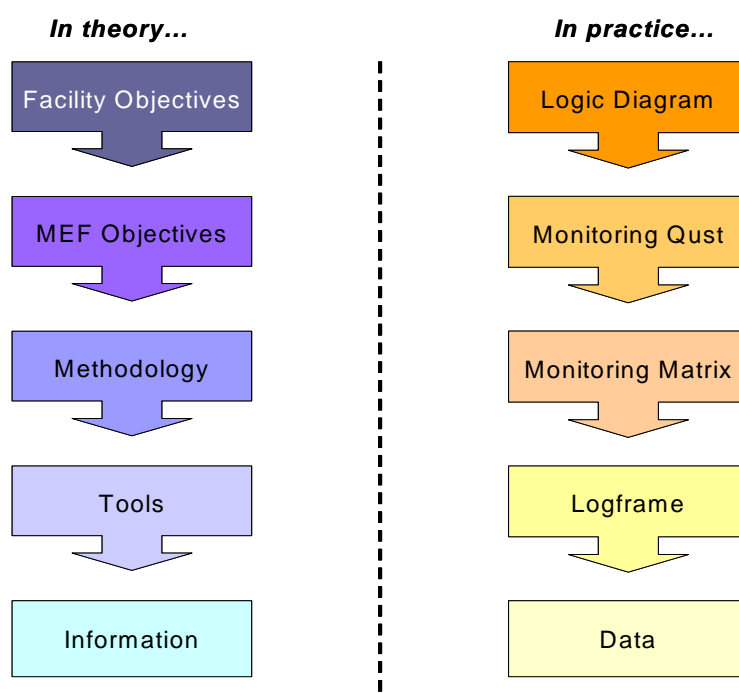 In theory...
Facility Objectives
MEF Objectives
Methodology
Tools
Information
In practice...
Logic Diagram
Monitoring Qust
Monitoring Matrix
Logframe
Data